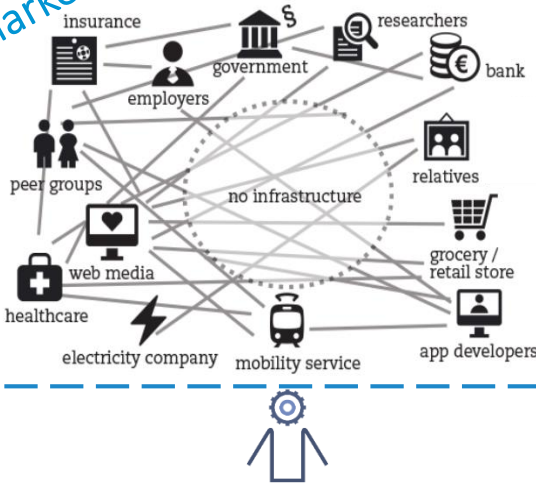 insurance
§
researchers
government
bank
employers
peer groups
relatives
no infrastructure
web media
grocery /
retail store
healthcare
electricity company
mobility service
app developers